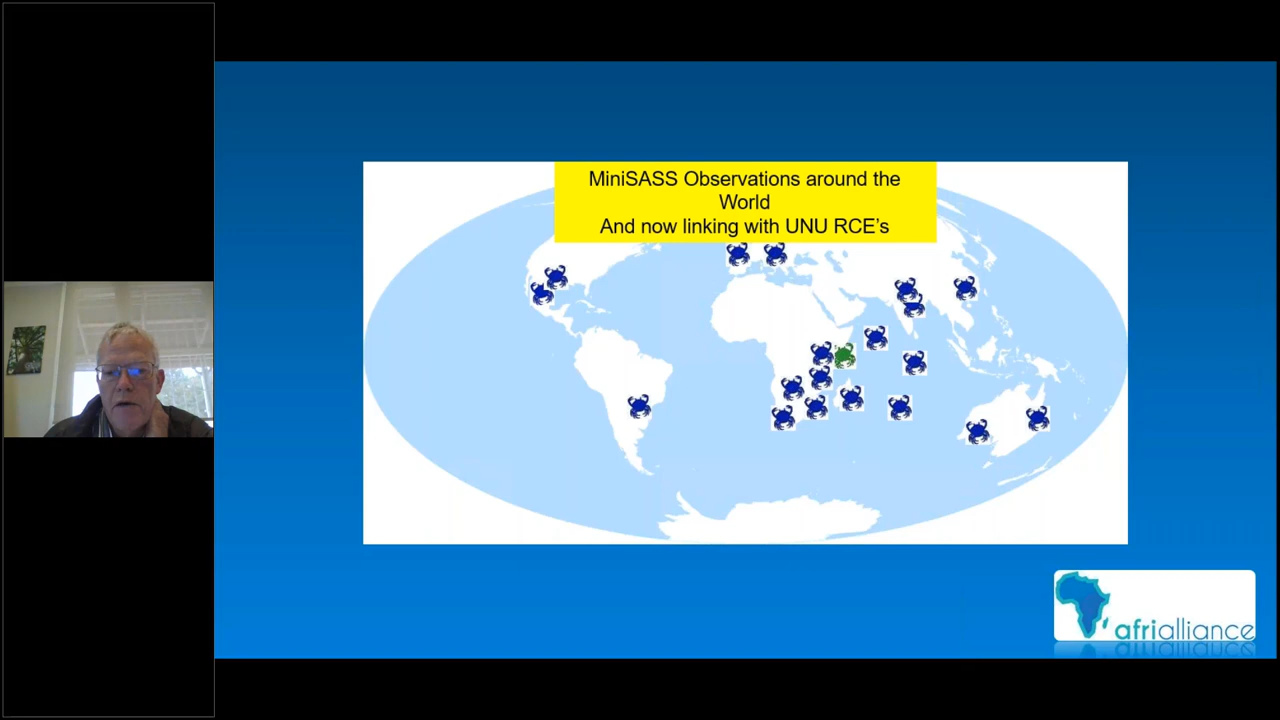 MiniSASS Observations around the
World
And now linking with UNU RCE’s
afrialliance